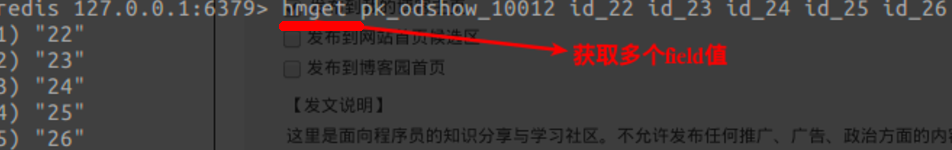 redis 127.0.0.1:6379> hmget pk_odshow_10012 id_22 id_23 id_24 id_25 id_26
1) "22"
发布到网站首页候选区
2) "23"
获取多个field值
3) "24"
发布到博客园首页
4) "25"
【发文说明】
5) "26"
这里是面向程序员的知识分享与学习社区。不允许发布任何推广、广告、政治方面的内容